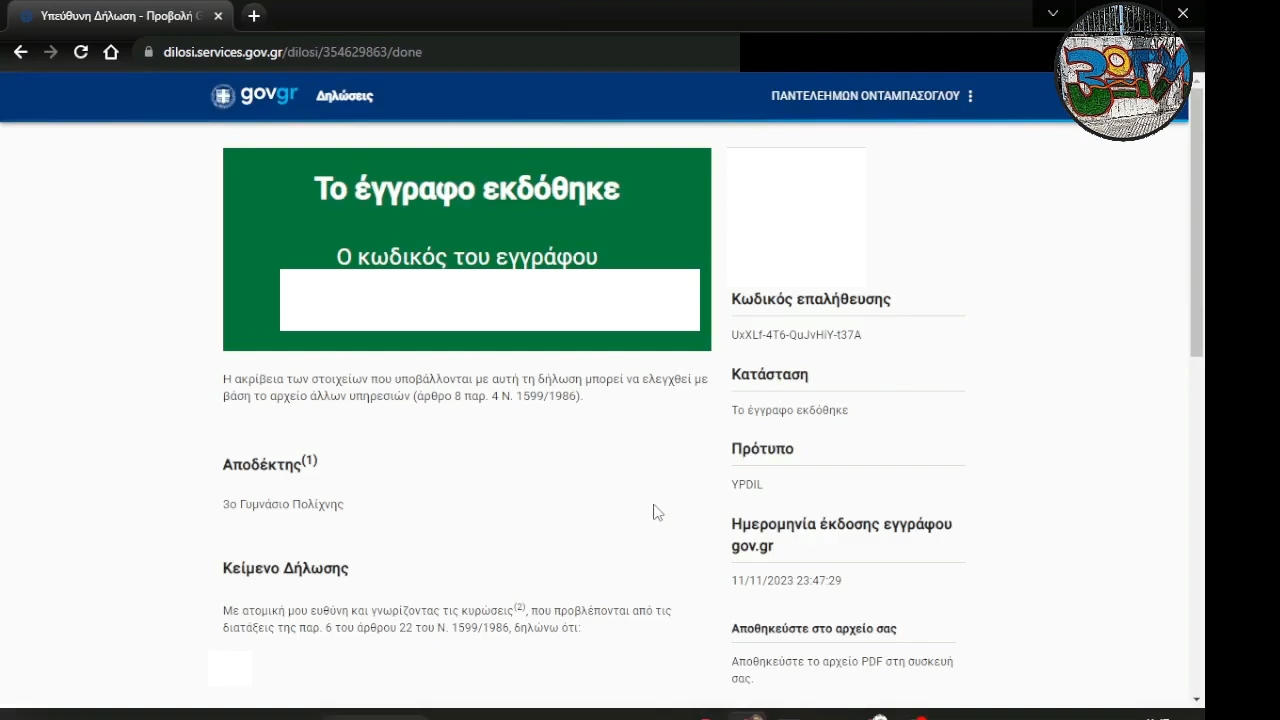 Υπεύθυνη Δήλωση - Προβολή
dilosi.services.gov.gr/dilosi/354629863/done
govgr Δηλώσεις
ΠΑΝΤΕΛΕΗΜΩΝ ΟΝΤΑΜΠΑΣΟΓΛΟΥ
Το έγγραφο εκδόθηκε
Ο κωδικός του εγγράφου
Η ακρίβεια των στοιχείων που υποβάλλονται με αυτή τη δήλωση μπορεί να ελεγχθεί με
βάση το αρχείο άλλων υπηρεσιών (άρθρο 8 παρ. 4 Ν. 1599/1986).
Αποδέκτης(1)
3ο Γυμνάσιο Πολίχνης
Κείμενο Δήλωσης
Με ατομική μου ευθύνη και γνωρίζοντας τις κυρώσεις(2), που προβλέπονται από τις
διατάξεις της παρ. 6 του άρθρου 22 του Ν. 1599/1986, δηλώνω ότι:
Κωδικός επαλήθευσης
UxXLf-4T6-QuJvHiY-t37A
Κατάσταση
Το έγγραφο εκδόθηκε
Πρότυπο
YPDIL
Ημερομηνία έκδοσης εγγράφου
gov.gr
11/11/2023 23:47:29
Αποθηκεύστε στο αρχείο σας
Αποθηκεύστε το αρχείο PDF στη συσκευή
σας.